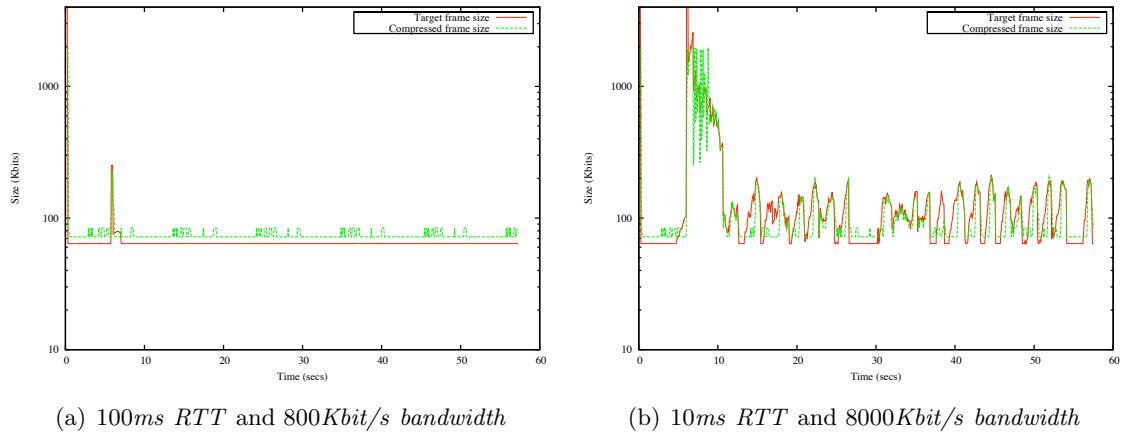 Target frame size
Compressed frame size
1000
100
10
Size (Kbits)
0
10
20
30
40
50
60
Time (secs)
(a) 100ms RTT and 800Kbit/s bandwidth
Target frame size
Compressed frame size
1000
100
10
Size (Kbits)
0
10
20
30
40
50
60
Time (secs)
(b) 10ms RTT and 8000Kbit/s bandwidth